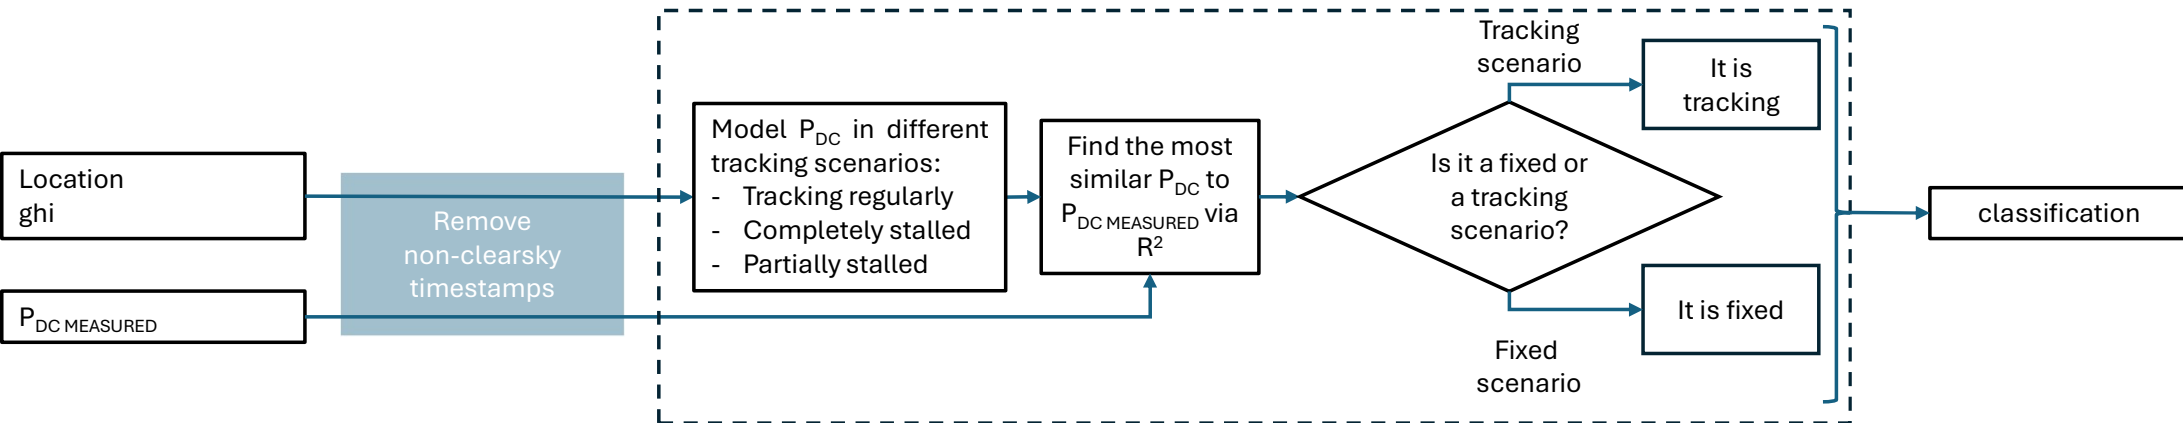 Location
ghi
P_DC MEASURED
Remove
non-clearsky
timestamps
Model P_DC in different
tracking scenarios:
- Tracking regularly
- Completely stalled
- Partially stalled
Find the most
similar P_DC to
P_DC MEASURED via
R²
Is it a fixed or
a tracking
scenario?
Tracking
scenario
It is
tracking
Fixed
scenario
It is fixed
classification